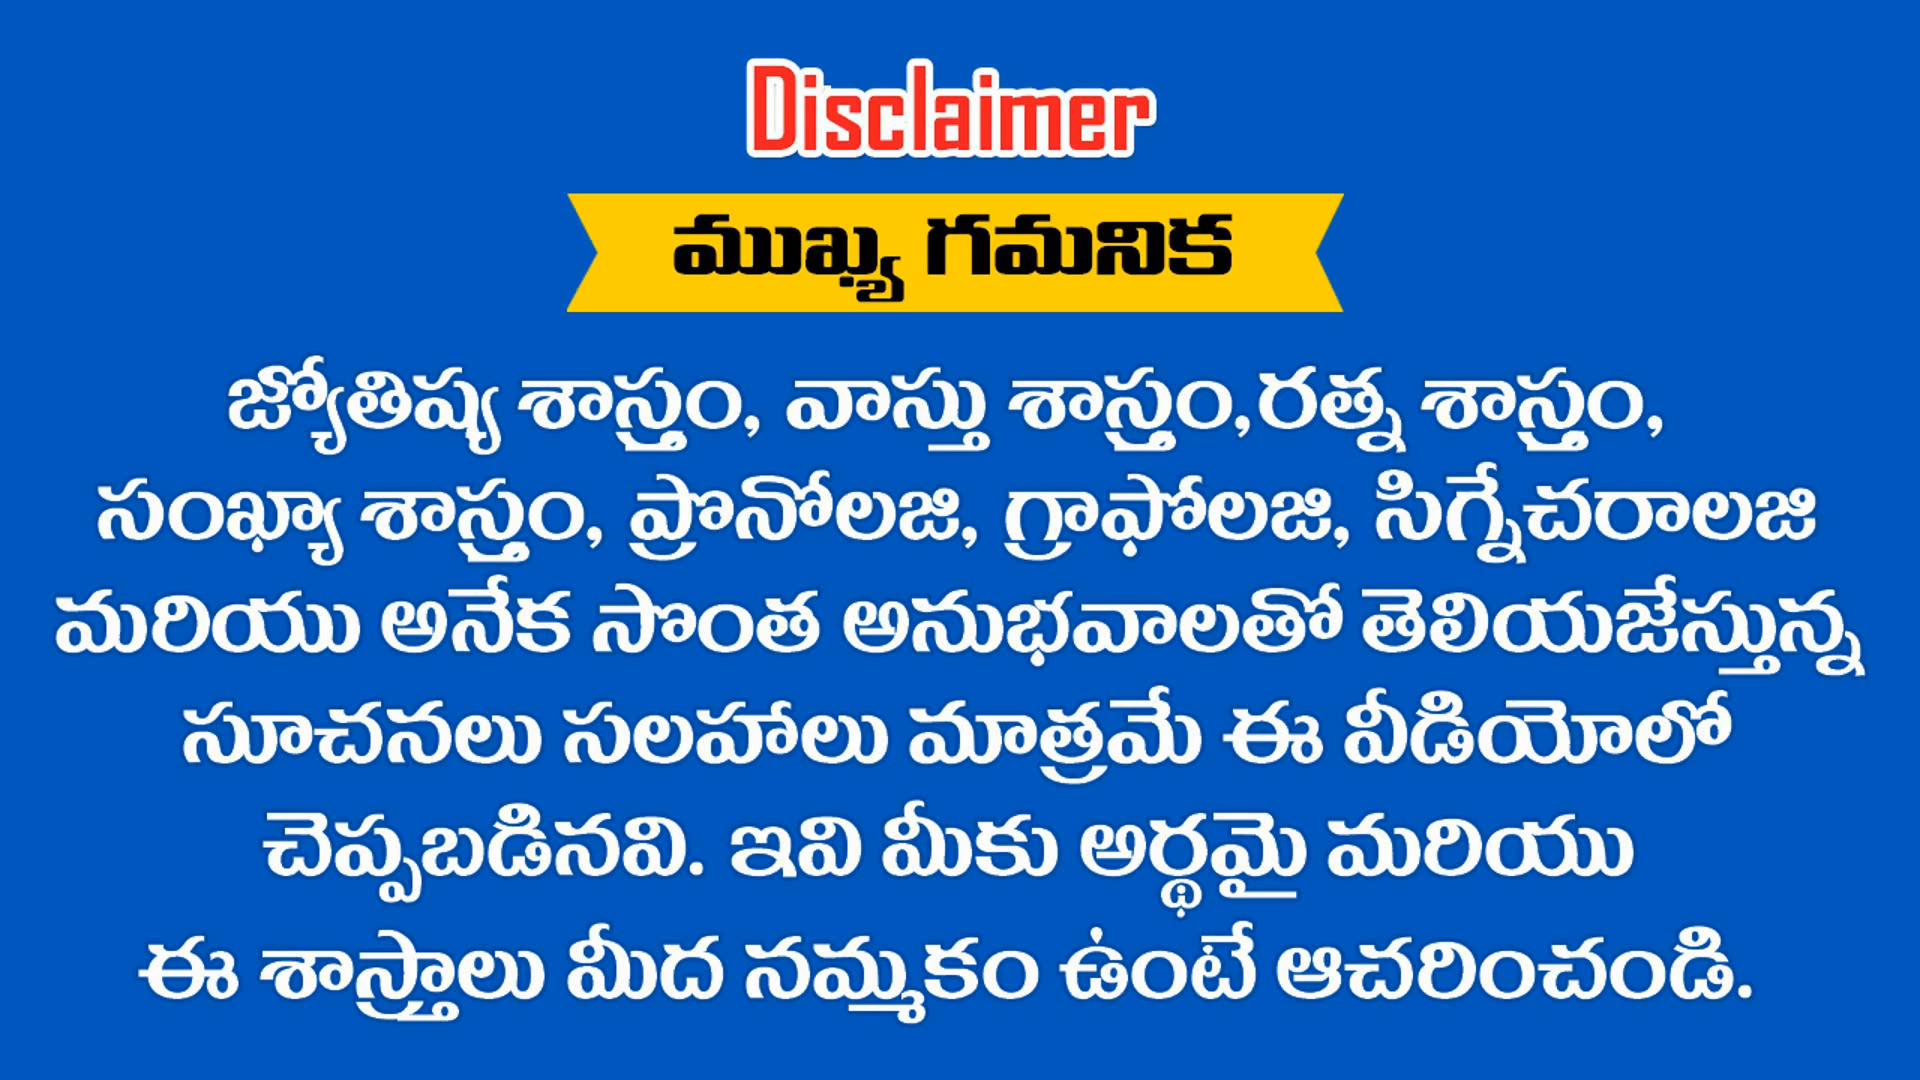 Disclaimer
ముఖ్య గమనిక
జ్యోతిష్య శాస్త్రం, వాస్తు శాస్త్రం,రత్న శాస్త్రం,
సంఖ్యా శాస్త్రం, ప్రొనోలజి, గ్రాఫోలజి, సిగ్నేచరాలజి
మరియు అనేక సొంత అనుభవాలతో తెలియజేస్తున్న
సూచనలు సలహాలు మాత్రమే ఈ వీడియోలో
చెప్పబడినవి. ఇవి మీకు అర్థమై మరియు
ఈ శాస్త్రాలు మీద నమ్మకం ఉంటే ఆచరించండి.